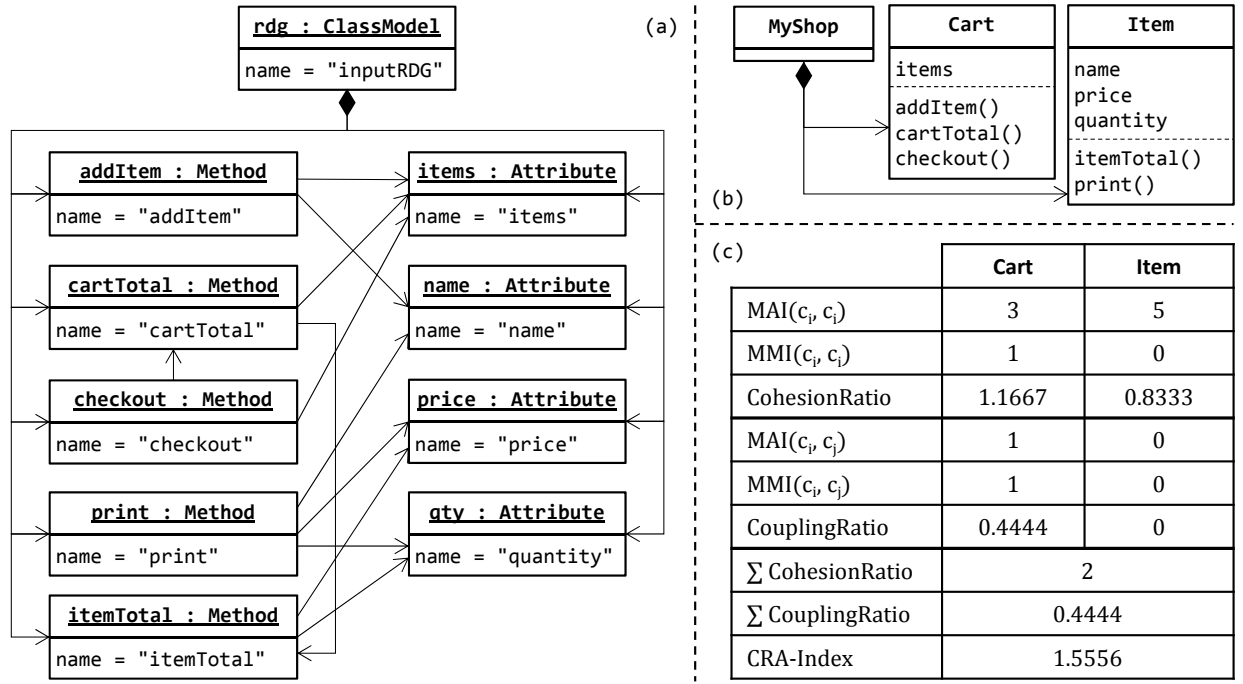 (a)
rdg : ClassModel
name = "inputRDG"
addItem : Method
name = "addItem"
items : Attribute
name = "items"
cartTotal : Method
name = "cartTotal"
name : Attribute
name = "name"
checkout : Method
name = "checkout"
price : Attribute
name = "price"
print : Method
name = "print"
qty : Attribute
name = "quantity"
itemTotal : Method
name = "itemTotal"
(b)
MyShop
Cart
items
addItem()
cartTotal()
checkout()
Item
name
price
quantity
itemTotal()
print()
(c)
Cart Item
MAI(cᵢ, cᵢ) 3 5
MMI(cᵢ, cᵢ) 1 0
CohesionRatio 1.1667 0.8333
MAI(cᵢ, cⱼ) 1 0
MMI(cᵢ, cⱼ) 1 0
CouplingRatio 0.4444 0
∑ CohesionRatio 2
∑ CouplingRatio 0.4444
CRA-Index 1.5556